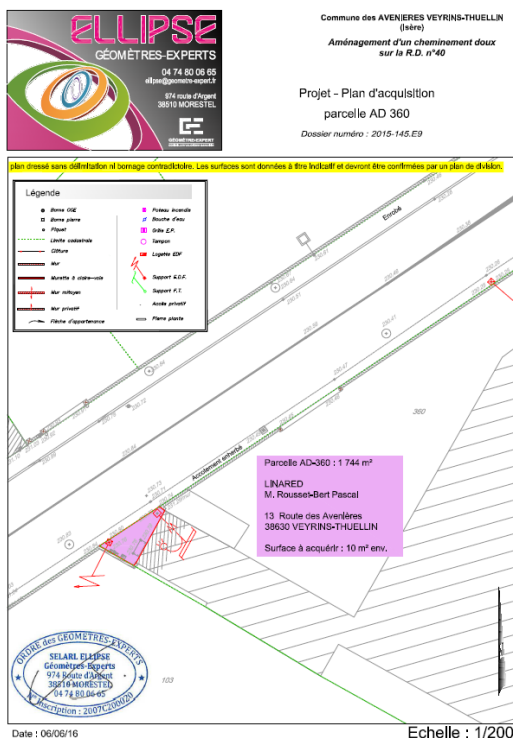 ELLIPSE
GÉOMÈTRES-EXPERTS
04 74 80 06 65
ellipse@geometre-expert.fr
974 route d'Argent
38510 MORESTEL
GÉOMÈTRE-EXPERT
Commune des AVENIERES VEYRINS-THUELLIN
(Isère)
Aménagement d'un cheminement doux
sur la R.D. n°40
Projet - Plan d'acquisition
parcelle AD 360
Dossier numéro : 2015-145.E9
plan dressé sans délimitation ni bornage contradictoire. Les surfaces sont données à titre indicatif et devront être confirmées par un plan de division.
Légende
Borne OGE
Borne pierre
Piquet
Limite cadastrale
Clôture
Mur
Murette à claire-voie
Mur mitoyen
Mur privatif
Flèche d'appartenance
Poteau incendie
Bouche d'eau
Grille E.P.
Tampon
Logette EDF
Support E.D.F.
Support F.T.
Accès privatif
Pierre plantée
Enrobé
360
Accotement enherbé
Parcelle AD-360 : 1 744 m²
LINARED
M. Rousset-Bert Pascal
13 Route des Avenières
38630 VEYRINS-THUELLIN
Surface à acquérir : 10 m² env.
103
ORDRE des GEOMETRES-EXPERTS
SELARL ELLIPSE
Géomètres-Experts
974 Route d'Argent
38510 MORESTEL
04 74 80 06 65
N° Inscription : 2007C200020
Date : 06/06/16
Echelle : 1/200